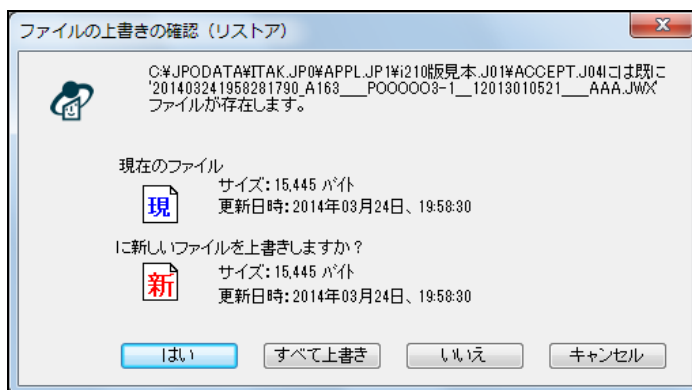 ファイルの上書きの確認（リストア）
C:¥JPODATA¥ITAK.JP0¥APPL.JP1¥i210版見本.J01¥ACCEPT.J04には既に
'201403241958281790_A163___POOOOO3-1__12013010521___AAA.JWX'
ファイルが存在します。
現在のファイル
現
サイズ：15,445 バイト
更新日時：2014年03月24日、19:58:30
に新しいファイルを上書きしますか？
新
サイズ：15,445 バイト
更新日時：2014年03月24日、19:58:30
はい
すべて上書き
いいえ
キャンセル